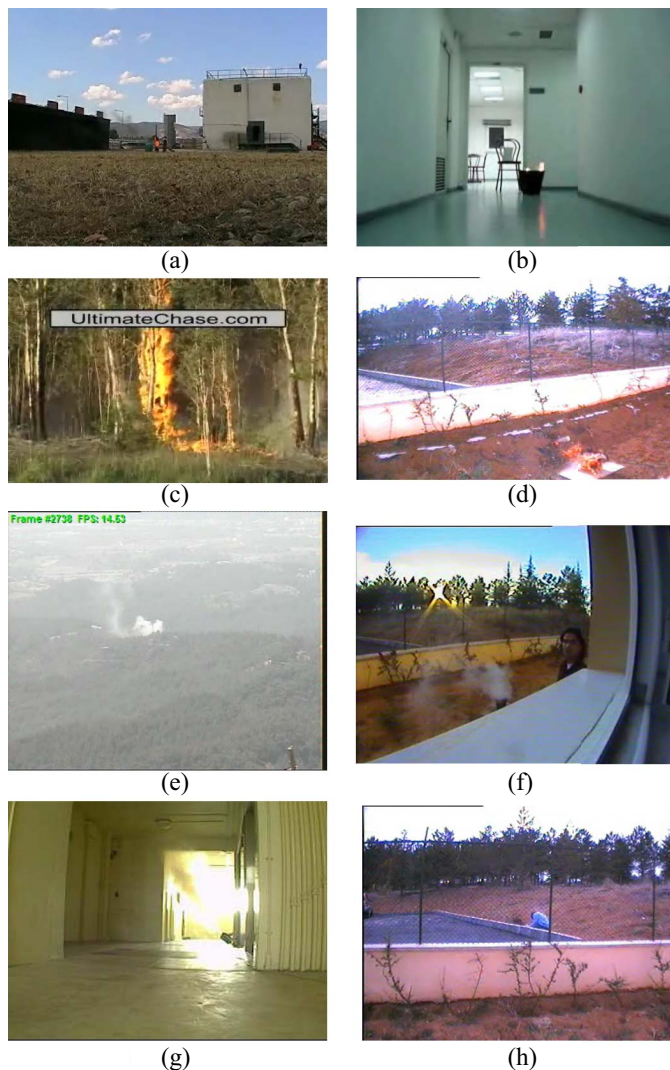 (a)
(b)
UltimateChase.com
(c)
(d)
Frame #2738 FPS: 14.53
(e)
(f)
(g)
(h)